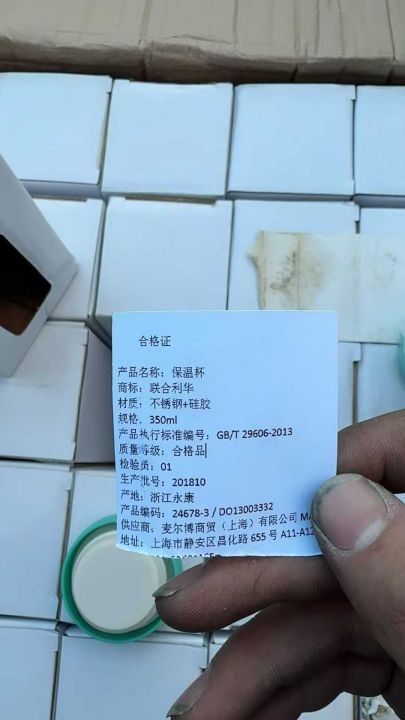 合格证
产品名称：保温杯
商标：联合利华
材质：不锈钢+硅胶
规格：350ml
产品执行标准编号：GB/T 29606-2013
质量等级：合格品
检验员：01
生产批号：201810
产地：浙江永康
产品编码：24678-3 / DO13003332
供应商：麦尔博商贸（上海）有限公司
地址：上海市静安区昌化路 655 号 A11-A12